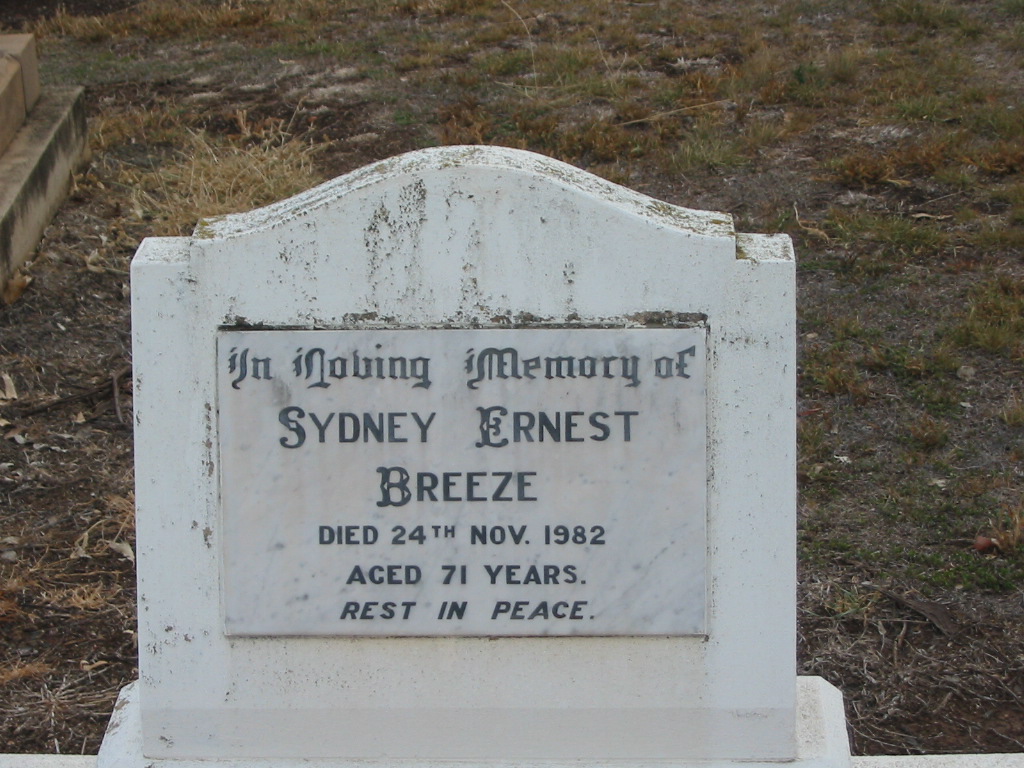 In Loving Memory of
SYDNEY ERNEST
BREEZE
DIED 24TH NOV. 1982
AGED 71 YEARS.
REST IN PEACE.